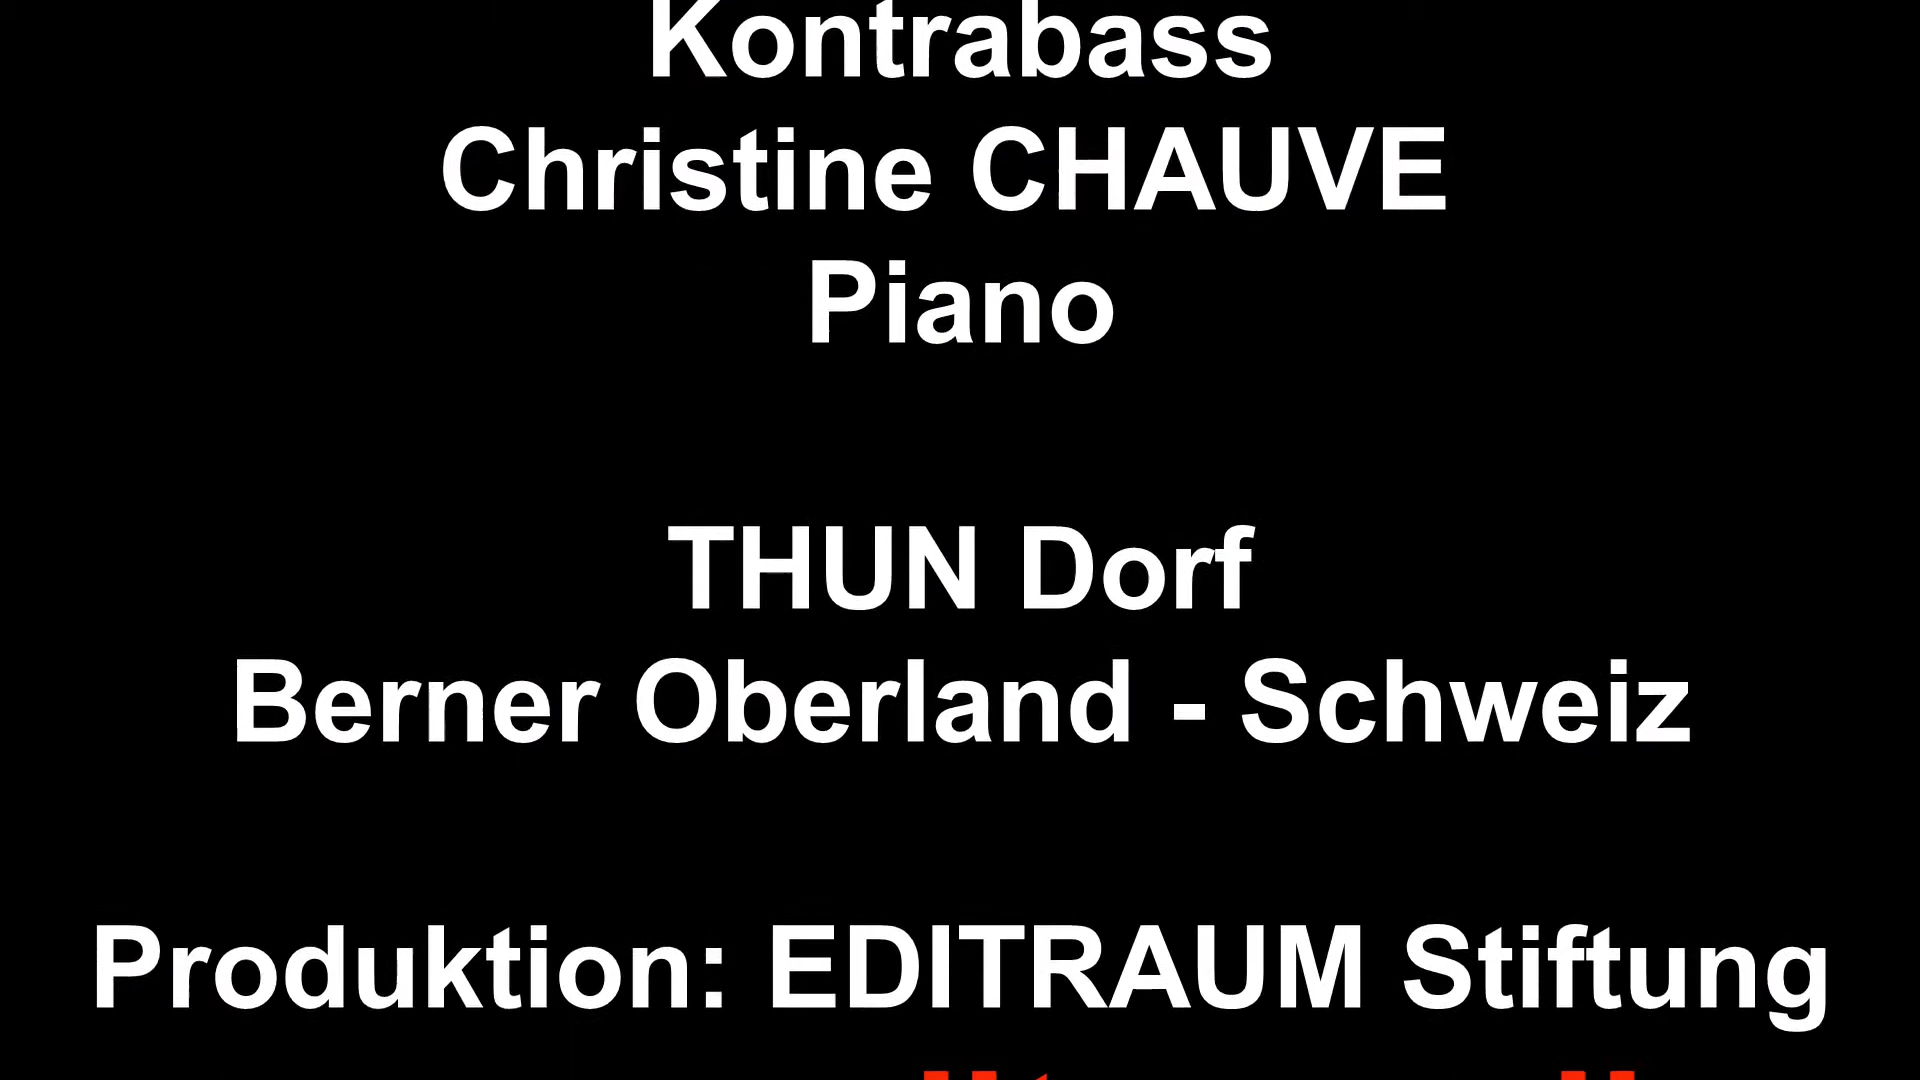 Kontrabass
Christine CHAUVE
Piano
THUN Dorf
Berner Oberland - Schweiz
Produktion: EDITRAUM Stiftung